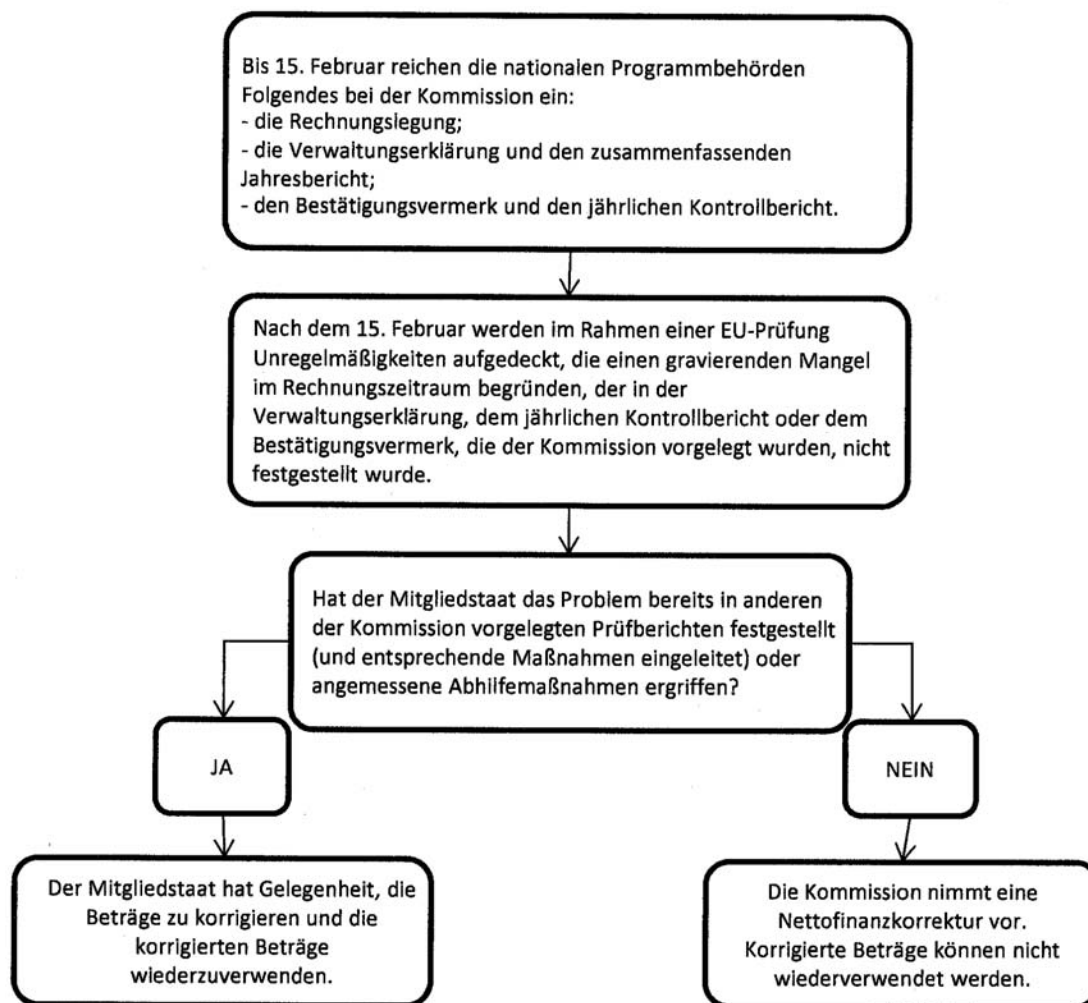 Bis 15. Februar reichen die nationalen Programmbehörden
Folgendes bei der Kommission ein:
- die Rechnungslegung;
- die Verwaltungserklärung und den zusammenfassenden
Jahresbericht;
- den Bestätigungsvermerk und den jährlichen Kontrollbericht.
Nach dem 15. Februar werden im Rahmen einer EU-Prüfung
Unregelmäßigkeiten aufgedeckt, die einen gravierenden Mangel
im Rechnungszeitraum begründen, der in der
Verwaltungserklärung, dem jährlichen Kontrollbericht oder dem
Bestätigungsvermerk, die der Kommission vorgelegt wurden, nicht
festgestellt wurde.
Hat der Mitgliedstaat das Problem bereits in anderen
der Kommission vorgelegten Prüfberichten festgestellt
(und entsprechende Maßnahmen eingeleitet) oder
angemessene Abhilfemaßnahmen ergriffen?
JA
NEIN
Der Mitgliedstaat hat Gelegenheit, die
Beträge zu korrigieren und die
korrigierten Beträge
wiederzuverwenden.
Die Kommission nimmt eine
Nettofinanzkorrektur vor.
Korrigierte Beträge können nicht
wiederverwendet werden.